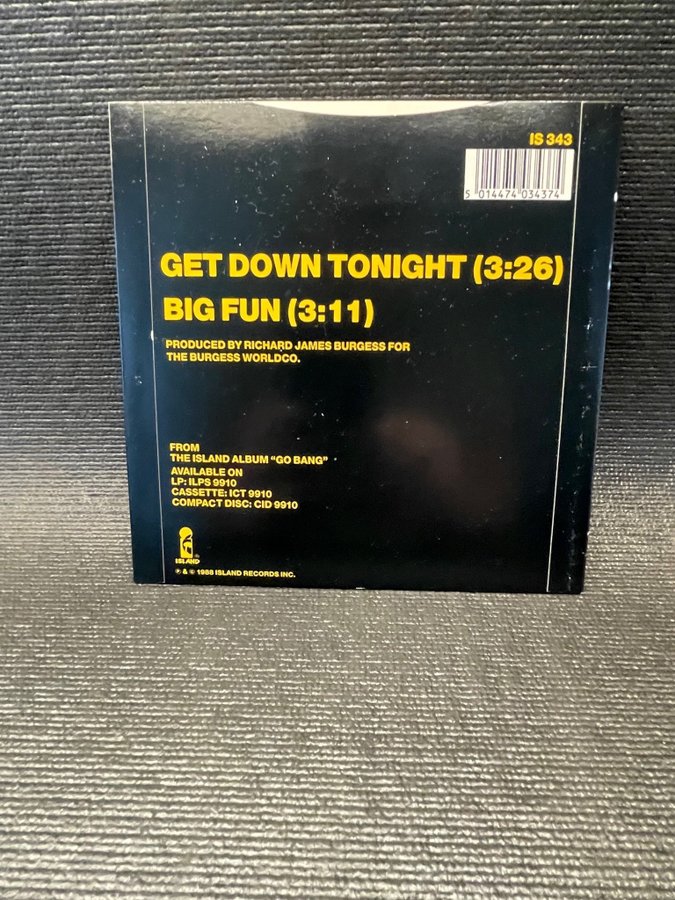 IS 343
5 014474 034374
GET DOWN TONIGHT (3:26)
BIG FUN (3:11)
PRODUCED BY RICHARD JAMES BURGESS FOR
THE BURGESS WORLDCO.
FROM
THE ISLAND ALBUM “GO BANG”
AVAILABLE ON
LP: ILPS 9910
CASSETTE: ICT 9910
COMPACT DISC: CID 9910
ISLAND®
℗ & © 1988 ISLAND RECORDS INC.